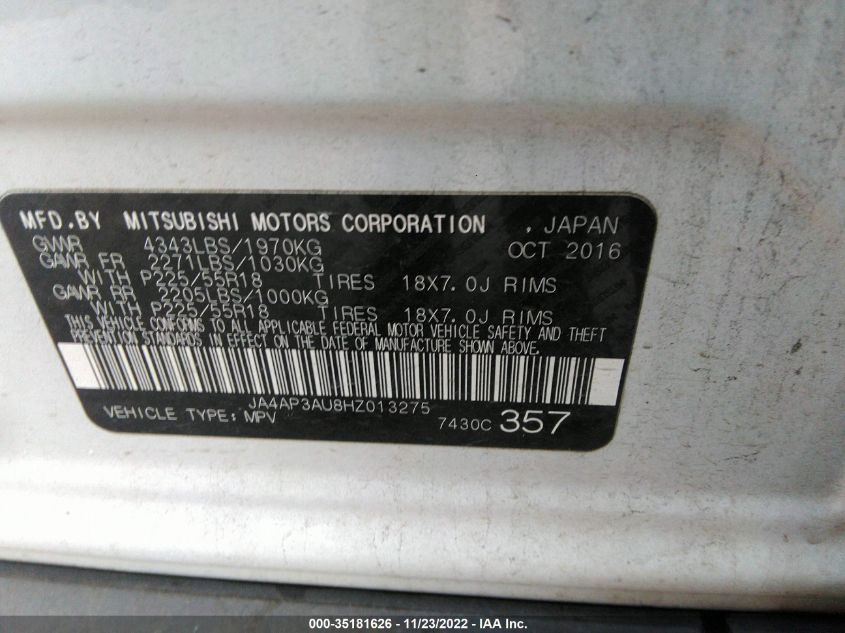 MFD.BY MITSUBISHI MOTORS CORPORATION , JAPAN
GVWR 4343LBS/1970KG OCT 2016
GAWR FR 2271LBS/1030KG
WITH P225/55R18 TIRES 18X7.0J RIMS
GAWR RR 2205LBS/1000KG
WITH P225/55R18 TIRES 18X7.0J RIMS
THIS VEHICLE CONFORMS TO ALL APPLICABLE FEDERAL MOTOR VEHICLE SAFETY AND THEFT
PREVENTION STANDARDS IN EFFECT ON THE DATE OF MANUFACTURE SHOWN ABOVE.
JA4AP3AU8HZ013275
VEHICLE TYPE: MPV 7430C 357
000-35181626 - 11/23/2022 - IAA Inc.